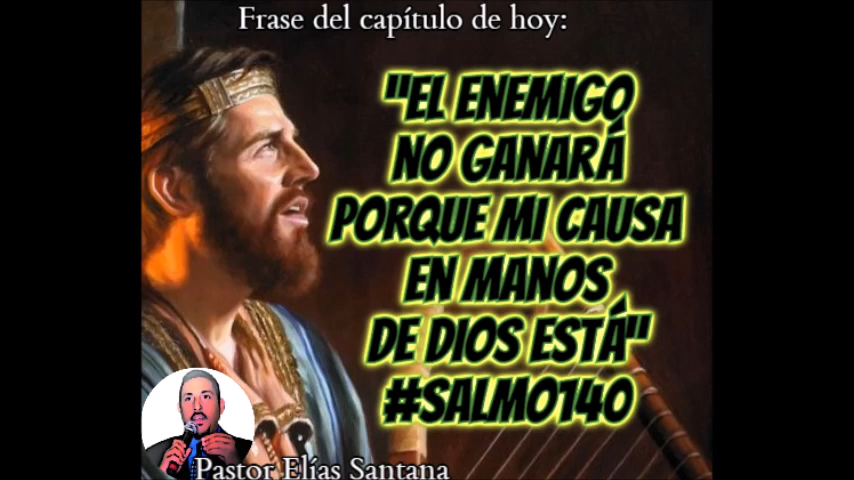 Frase del capítulo de hoy:
"EL ENEMIGO
NO GANARÁ
PORQUE MI CAUSA
EN MANOS
DE DIOS ESTÁ"
#SALMO140
Pastor Elías Santana